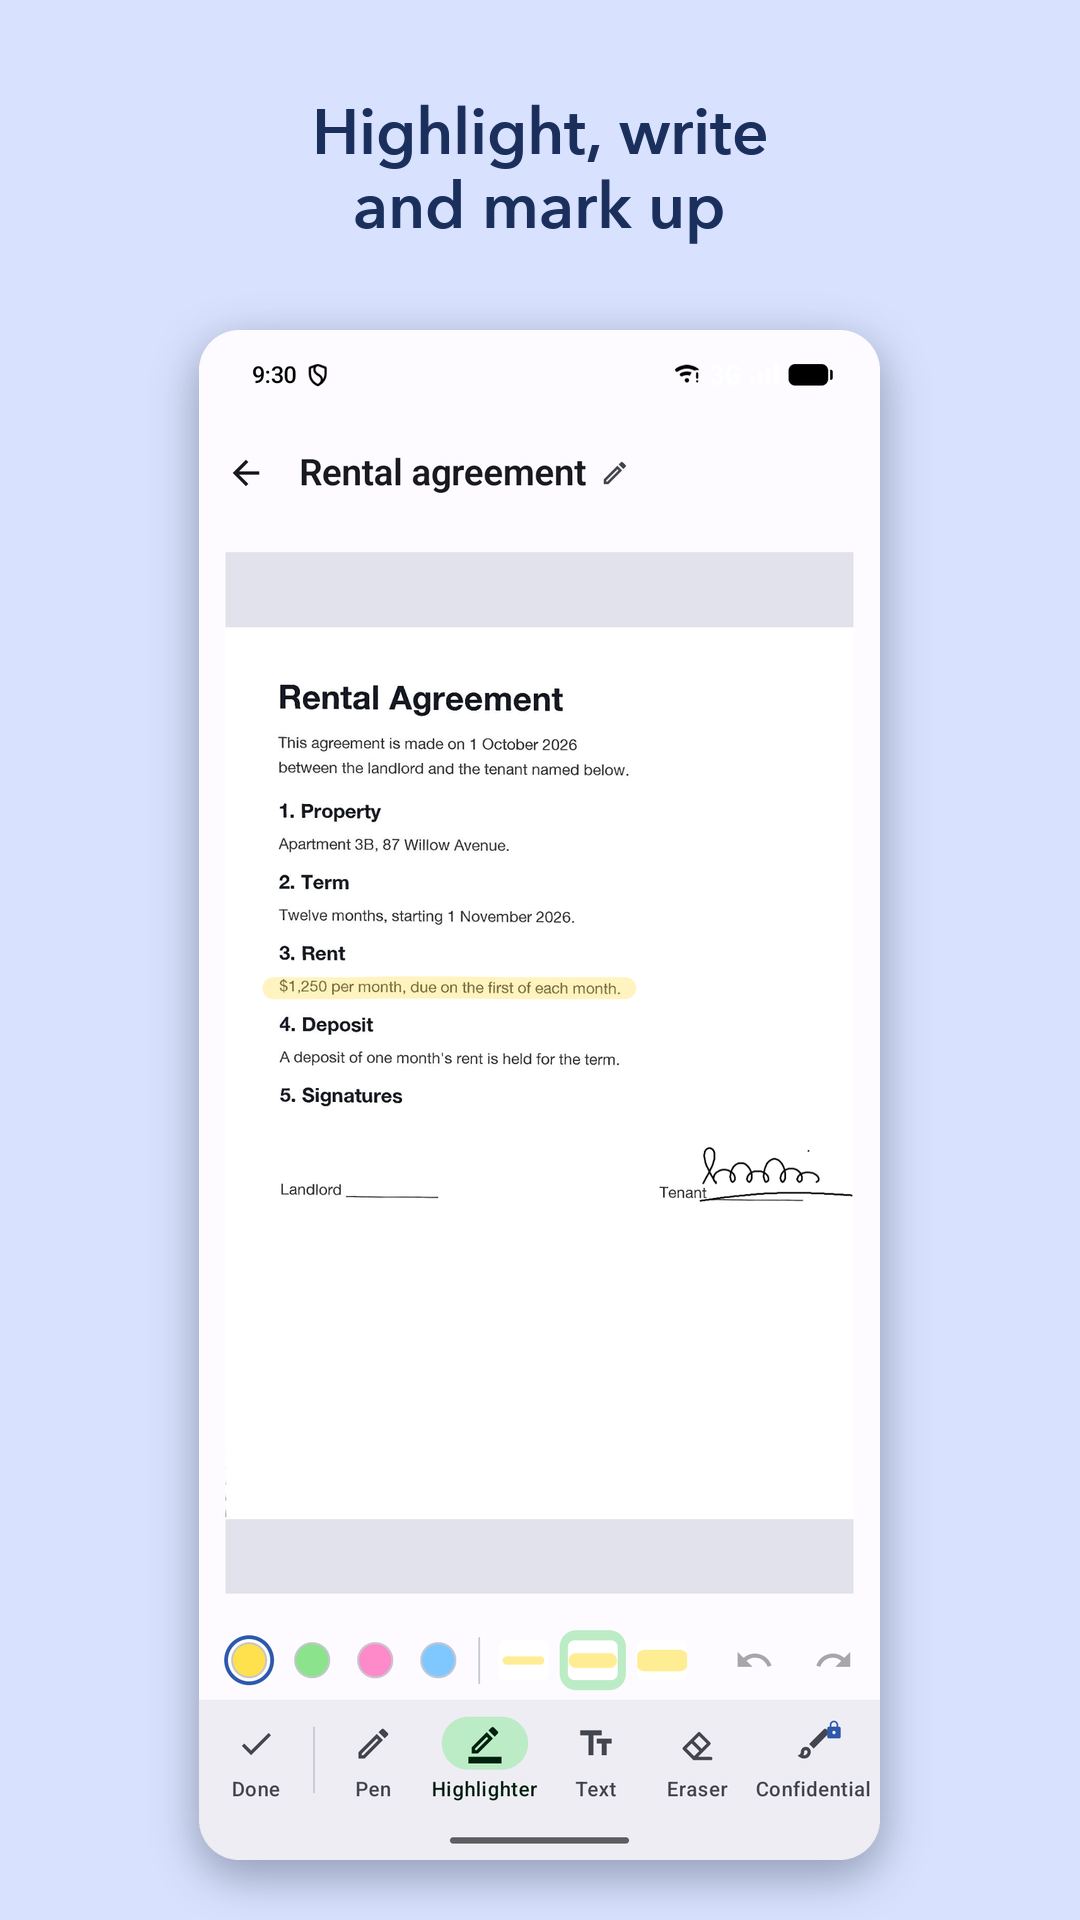 Highlight, write
and mark up
9:30
Rental agreement
Rental Agreement
This agreement is made on 1 October 2026
between the landlord and the tenant named below.
1. Property
Apartment 3B, 87 Willow Avenue.
2. Term
Twelve months, starting 1 November 2026.
3. Rent
$1,250 per month, due on the first of each month.
4. Deposit
A deposit of one month's rent is held for the term.
5. Signatures
Landlord
Tenant
Done
Pen
Highlighter
Text
Eraser
Confidential